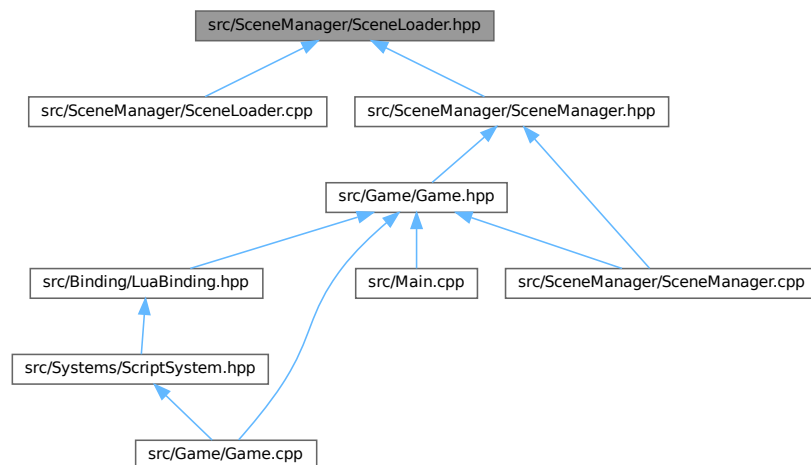 src/SceneManager/SceneLoader.hpp
src/SceneManager/SceneLoader.cpp
src/SceneManager/SceneManager.hpp
src/Game/Game.hpp
src/Binding/LuaBinding.hpp
src/Main.cpp
src/SceneManager/SceneManager.cpp
src/Systems/ScriptSystem.hpp
src/Game/Game.cpp